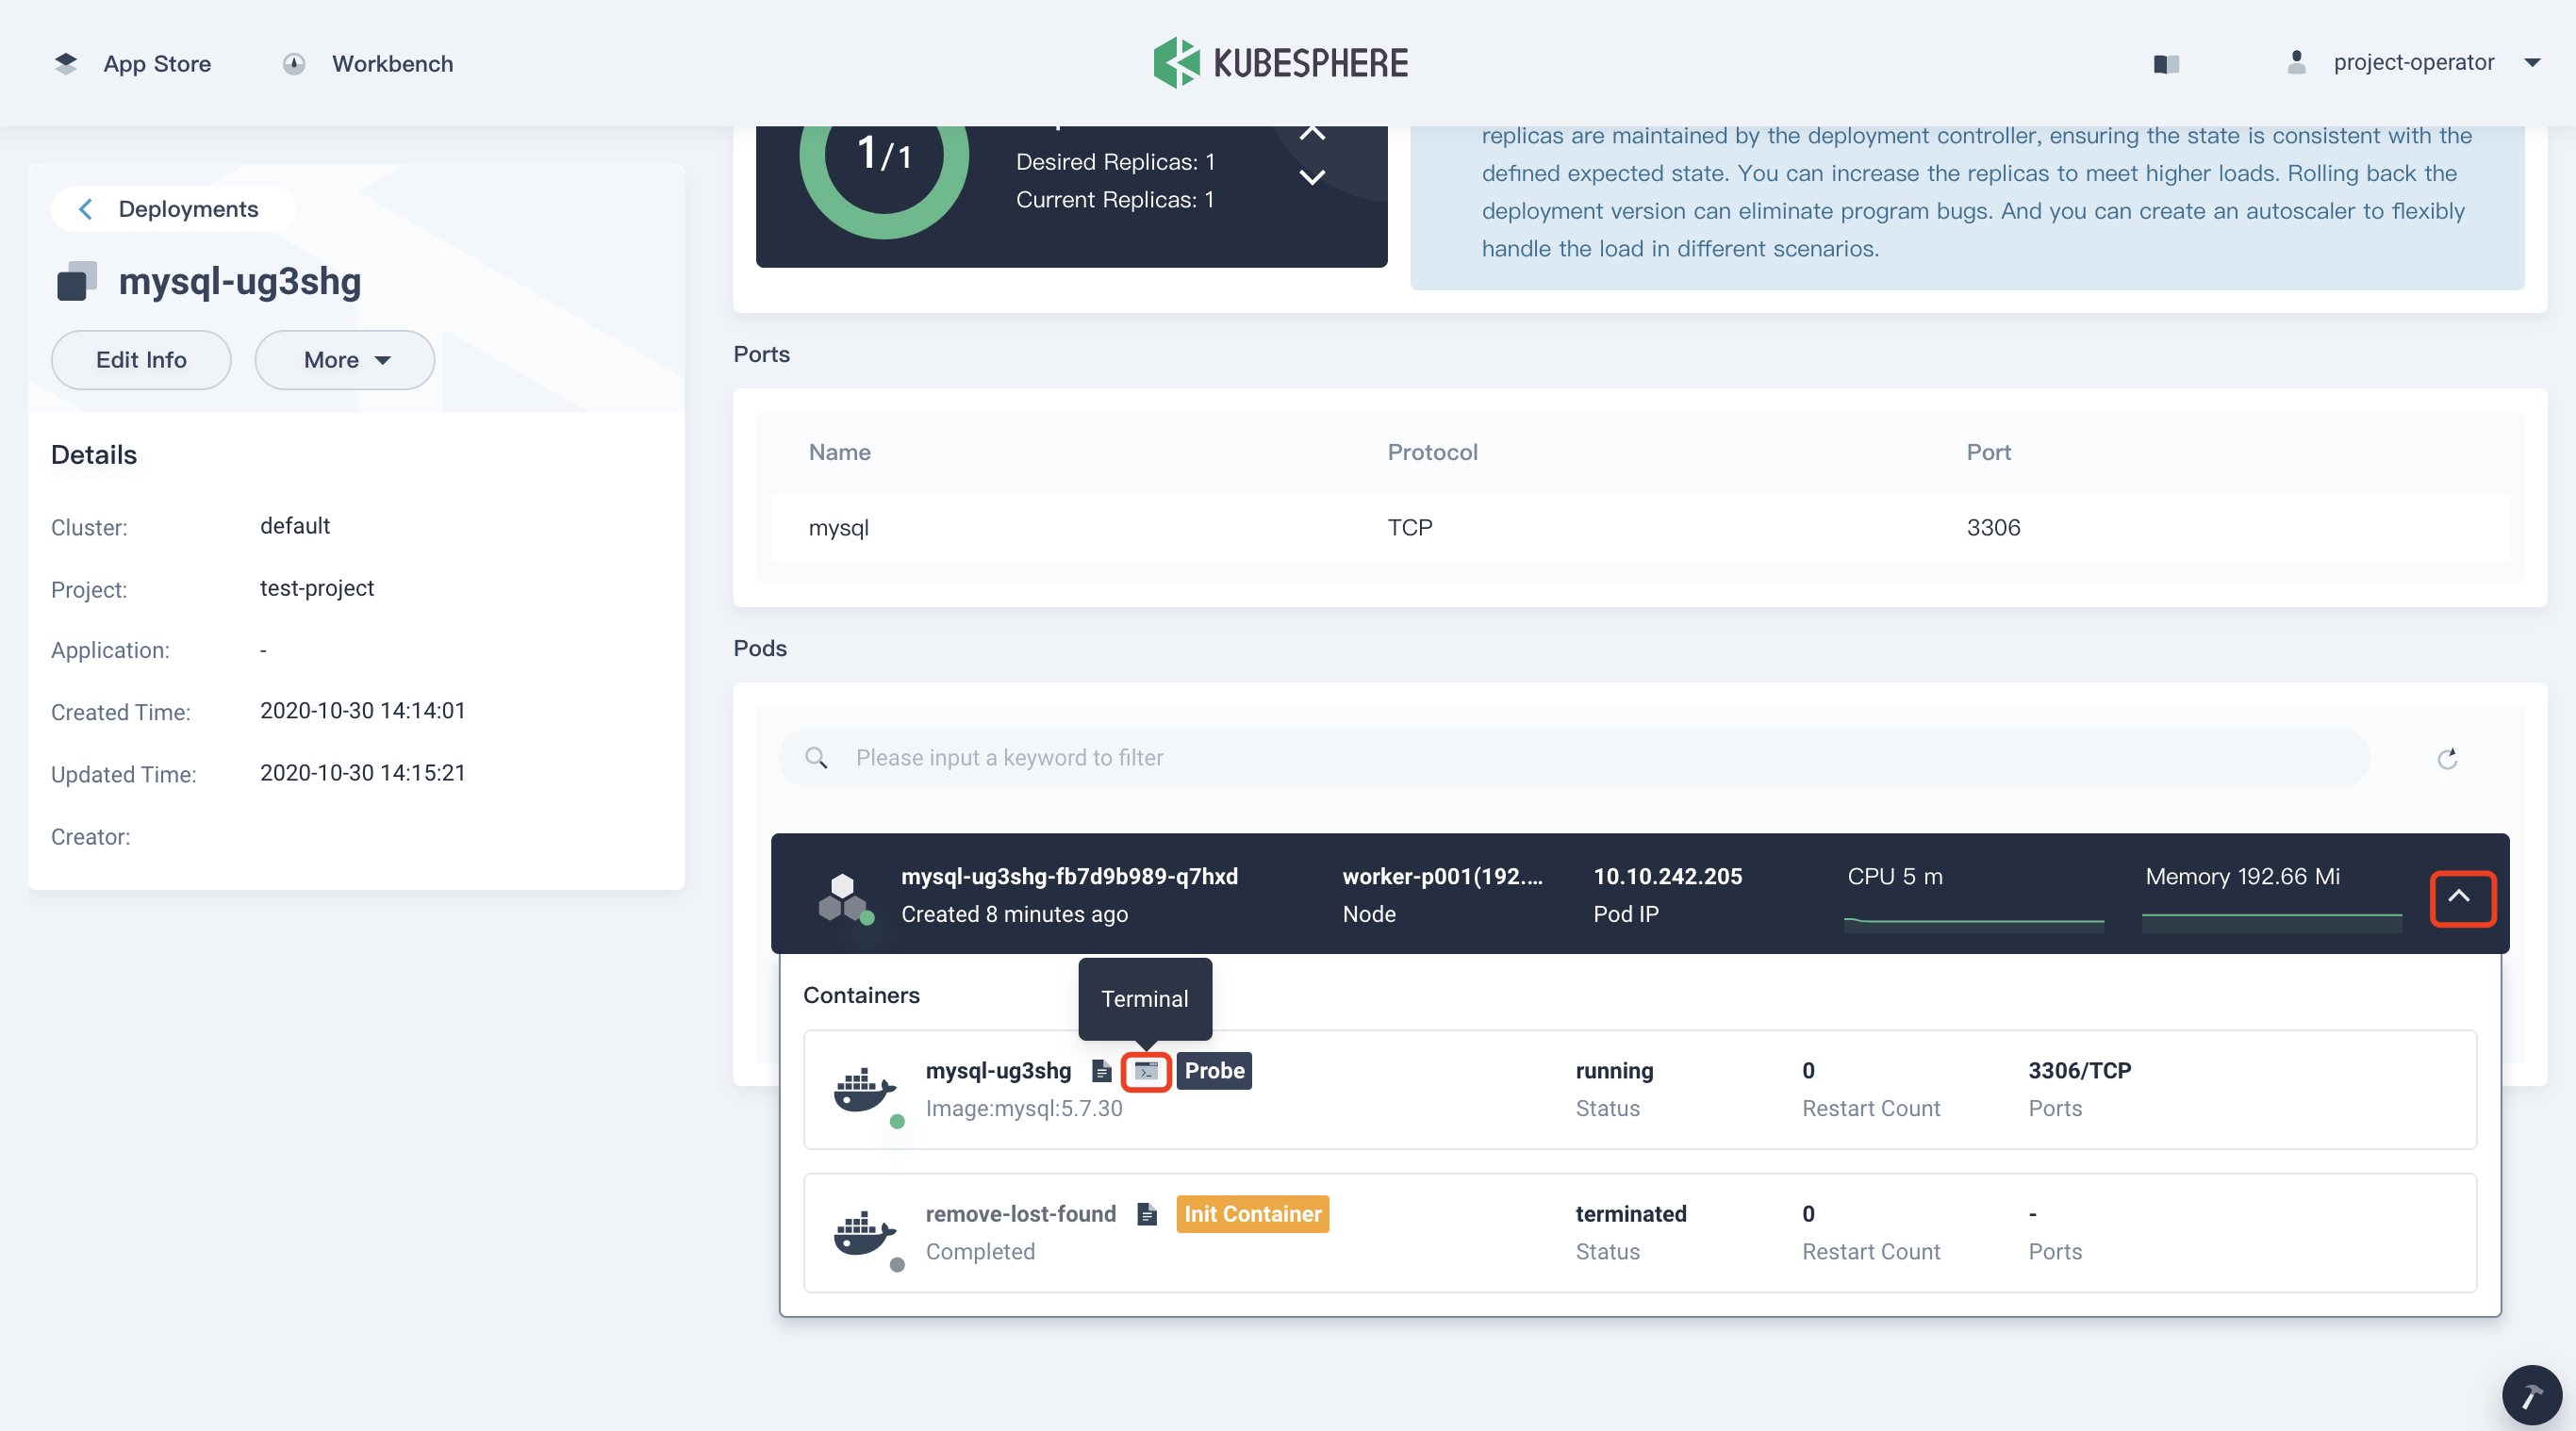 App Store
Workbench
KUBESPHERE
project-operator
Deployments
mysql-ug3shg
Edit Info
More
Details
Cluster: default
Project: test-project
Application: -
Created Time: 2020-10-30 14:14:01
Updated Time: 2020-10-30 14:15:21
Creator:
1/1
Desired Replicas: 1
Current Replicas: 1
replicas are maintained by the deployment controller, ensuring the state is consistent with the
defined expected state. You can increase the replicas to meet higher loads. Rolling back the
deployment version can eliminate program bugs. And you can create an autoscaler to flexibly
handle the load in different scenarios.
Ports
Name Protocol Port
mysql TCP 3306
Pods
Please input a keyword to filter
mysql-ug3shg-fb7d9b989-q7hxd worker-p001(192.... 10.10.242.205 CPU 5 m Memory 192.66 Mi
Created 8 minutes ago Node Pod IP
Containers
Terminal
mysql-ug3shg Probe running 0 3306/TCP
Image:mysql:5.7.30 Status Restart Count Ports
remove-lost-found Init Container terminated 0 -
Completed Status Restart Count Ports